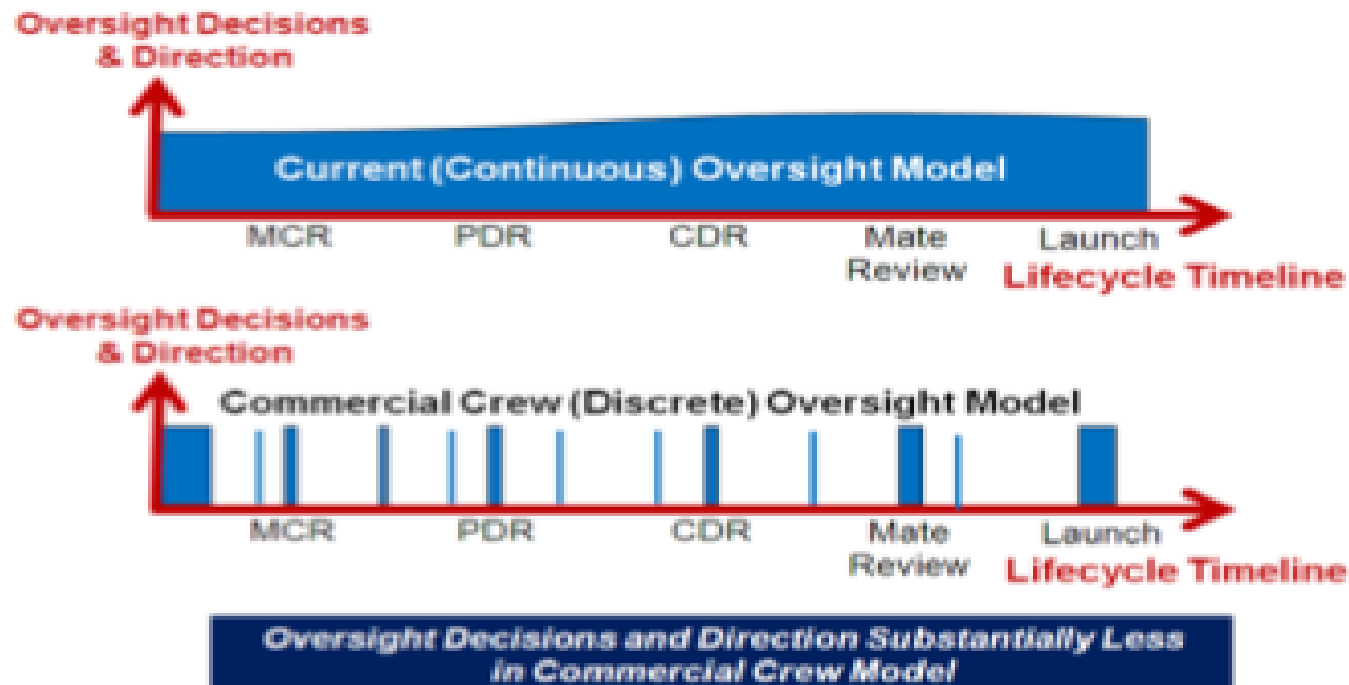 Oversight Decisions
& Direction
Current (Continuous) Oversight Model
MCR PDR CDR Mate Review Launch
Lifecycle Timeline
Oversight Decisions
& Direction
Commercial Crew (Discrete) Oversight Model
MCR PDR CDR Mate Review Launch
Lifecycle Timeline
Oversight Decisions and Direction Substantially Less
in Commercial Crew Model